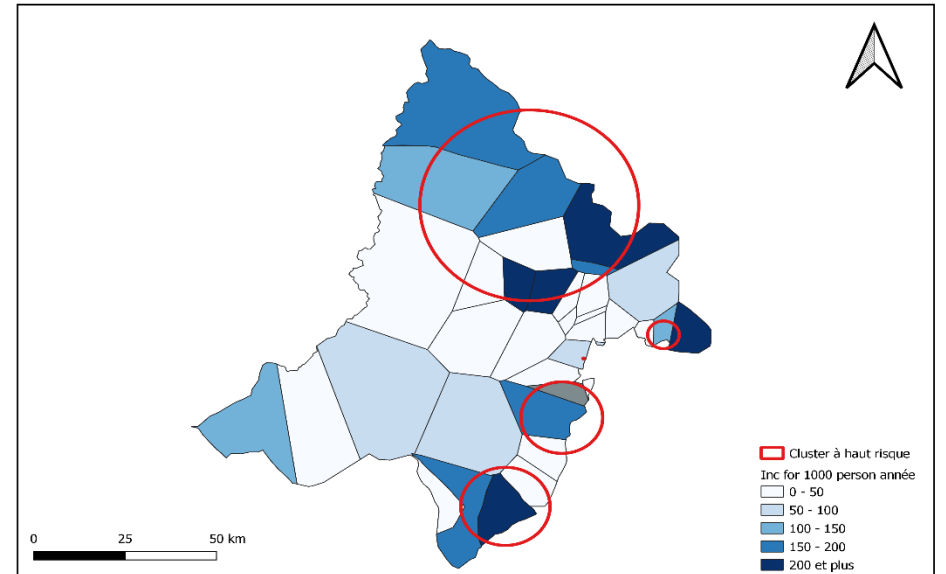 Cluster à haut risque
Inc for 1000 person année
0 - 50
50 - 100
100 - 150
150 - 200
200 et plus
0 25 50 km